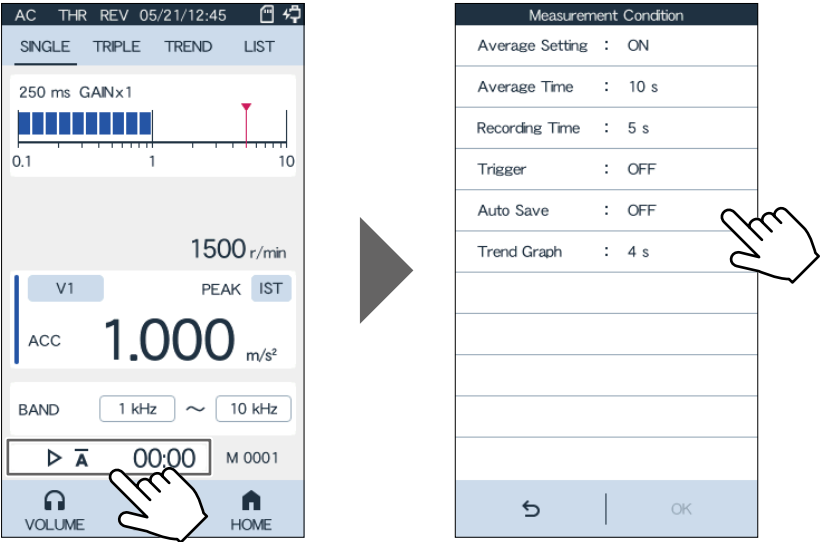 AC THR REV 05/21/12:45
SINGLE TRIPLE TREND LIST
250 ms GAIN×1
0.1 1 10
1500 r/min
V1 PEAK IST
ACC 1.000 m/s²
BAND 1 kHz ～ 10 kHz
A 00:00 M 0001
VOLUME HOME
Measurement Condition
Average Setting : ON
Average Time : 10 s
Recording Time : 5 s
Trigger : OFF
Auto Save : OFF
Trend Graph : 4 s
OK